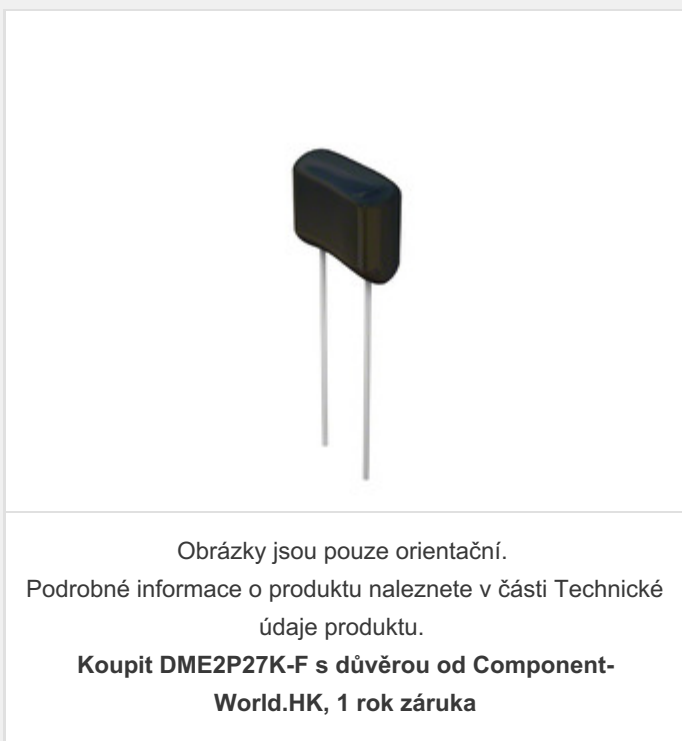 Obrázky jsou pouze orientační.
Podrobné informace o produktu naleznete v části Technické
údaje produktu.
Koupit DME2P27K-F s důvěrou od Component-
World.HK, 1 rok záruka